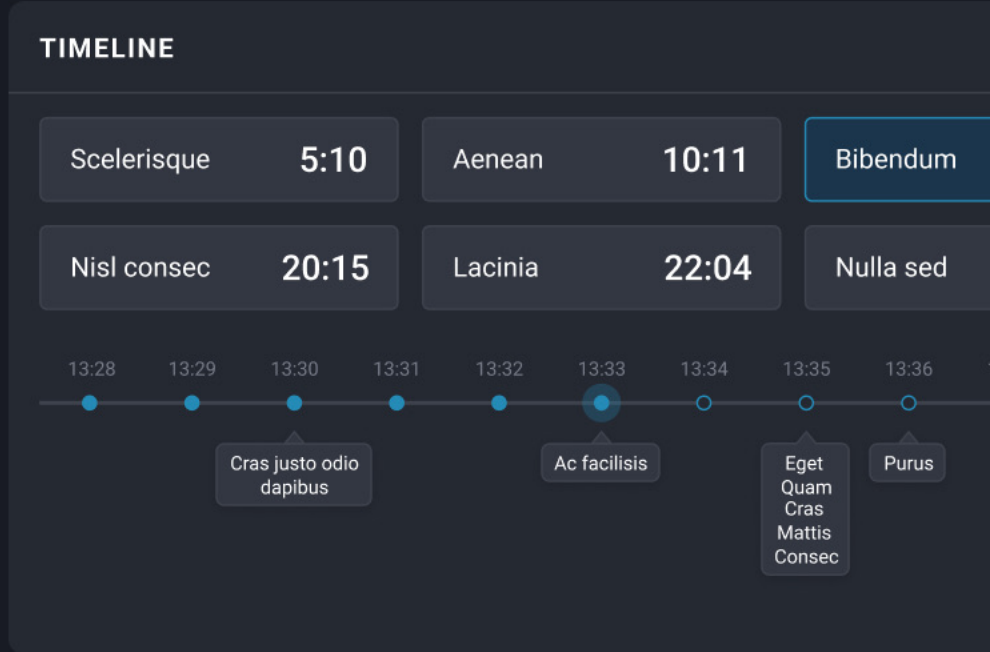 TIMELINE
Scelerisque 5:10
Aenean 10:11
Bibendum
Nisl consec 20:15
Lacinia 22:04
Nulla sed
13:28 13:29 13:30 13:31 13:32 13:33 13:34 13:35 13:36
Cras justo odio
dapibus
Ac facilisis
Eget
Quam
Cras
Mattis
Consec
Purus